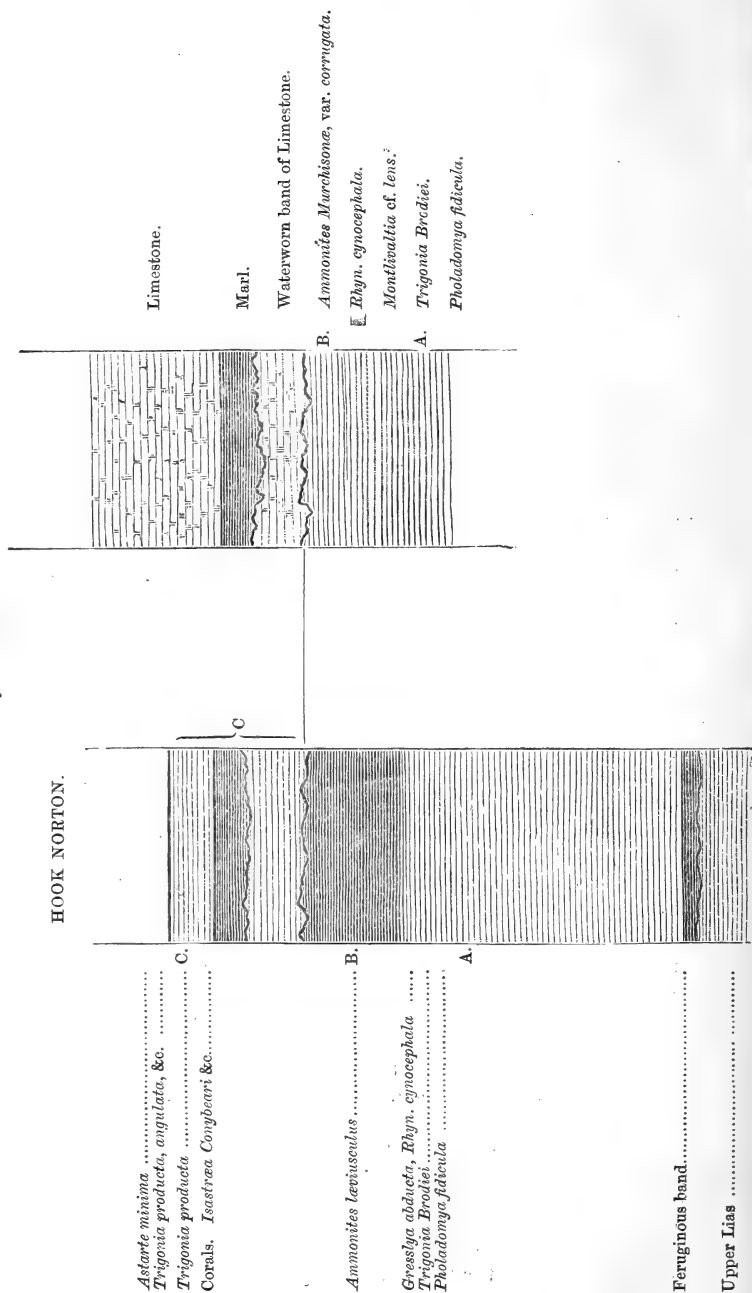 HOOK NORTON.
Astarte minima
Trigonia producta, angulata, &c.
C.
Trigonia producta
Corals. Isastræa Conybeari &c.
Ammonites læviusculus
B.
Gresslya abducta, Rhyn. cynocephala
Trigonia Brodiei
Pholadomya fidicula
A.
Feruginous band
Upper Lias
C
Limestone.
Marl.
Waterworn band of Limestone.
B.
Ammonites Murchisonæ, var. corrugata.
Rhyn. cynocephala.
Montlivaltia cf. lens.?
A.
Trigonia Brodiei.
Pholadomya fidicula.